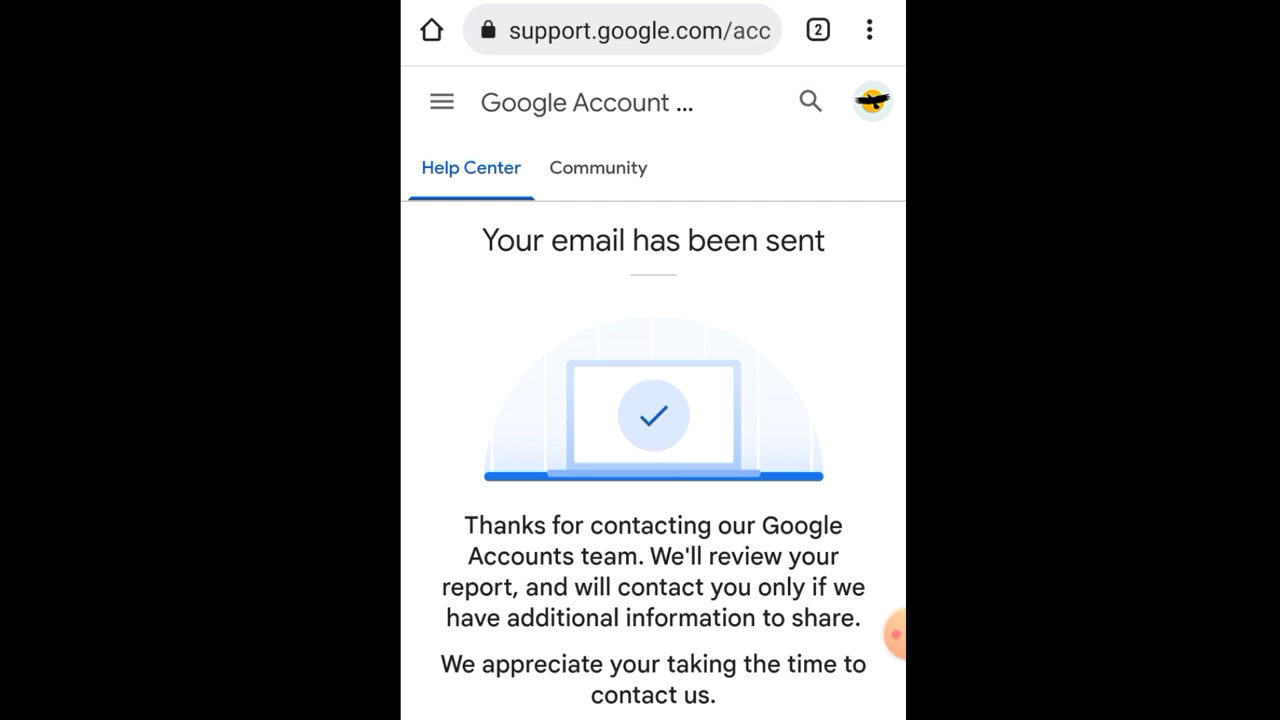 support.google.com/acc
2
Google Account ...
Help Center Community
Your email has been sent
Thanks for contacting our Google
Accounts team. We'll review your
report, and will contact you only if we
have additional information to share.
We appreciate your taking the time to
contact us.